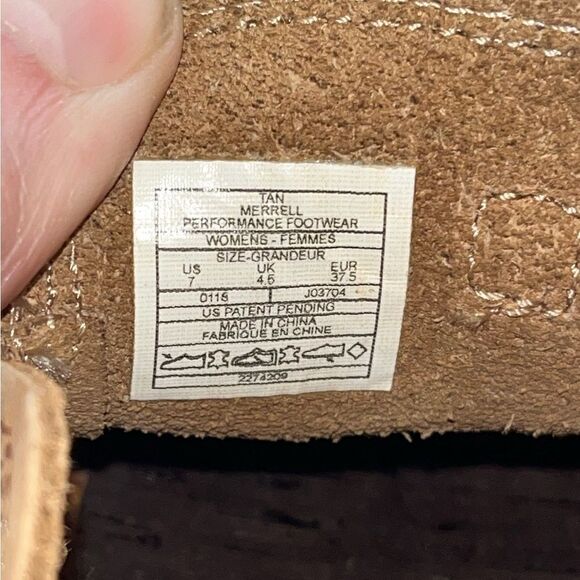 TAN
MERRELL
PERFORMANCE FOOTWEAR
WOMENS - FEMMES
SIZE-GRANDEUR
US UK EUR
7 4.5 37.5
0115 J03704
US PATENT PENDING
MADE IN CHINA
FABRIQUE EN CHINE
2274209